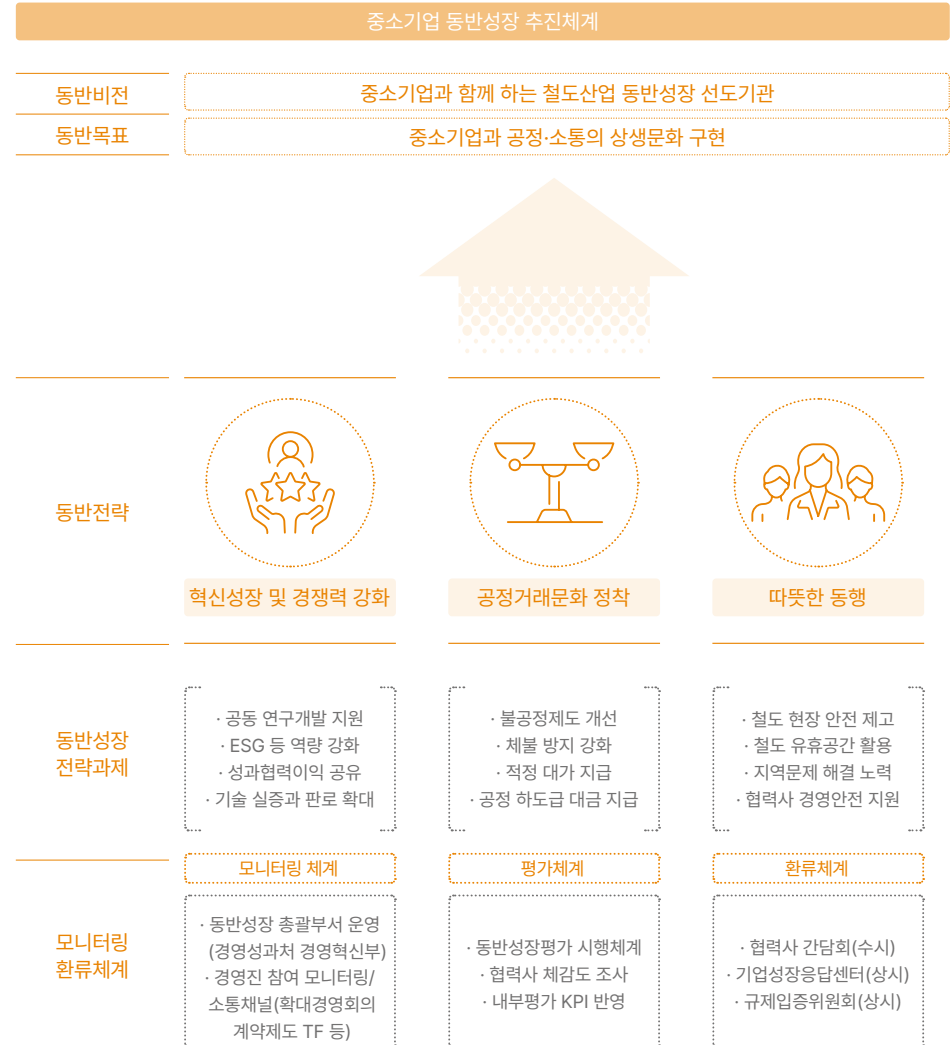 중소기업 동반성장 추진체계
동반비전
중소기업과 함께 하는 철도산업 동반성장 선도기관
동반목표
중소기업과 공정·소통의 상생문화 구현
동반전략
혁신성장 및 경쟁력 강화
공정거래문화 정착
따뜻한 동행
동반성장
전략과제
· 공동 연구개발 지원
· ESG 등 역량 강화
· 성과협력이익 공유
· 기술 실증과 판로 확대
· 불공정제도 개선
· 체불 방지 강화
· 적정 대가 지급
· 공정 하도급 대금 지급
· 철도 현장 안전 제고
· 철도 유휴공간 활용
· 지역문제 해결 노력
· 협력사 경영안전 지원
모니터링
환류체계
모니터링 체계
· 동반성장 총괄부서 운영
(경영성과처 경영혁신부)
· 경영진 참여 모니터링/
소통채널(확대경영회의
계약제도 TF 등)
평가체계
· 동반성장평가 시행체계
· 협력사 체감도 조사
· 내부평가 KPI 반영
환류체계
· 협력사 간담회(수시)
· 기업성장응답센터(상시)
· 규제입증위원회(상시)